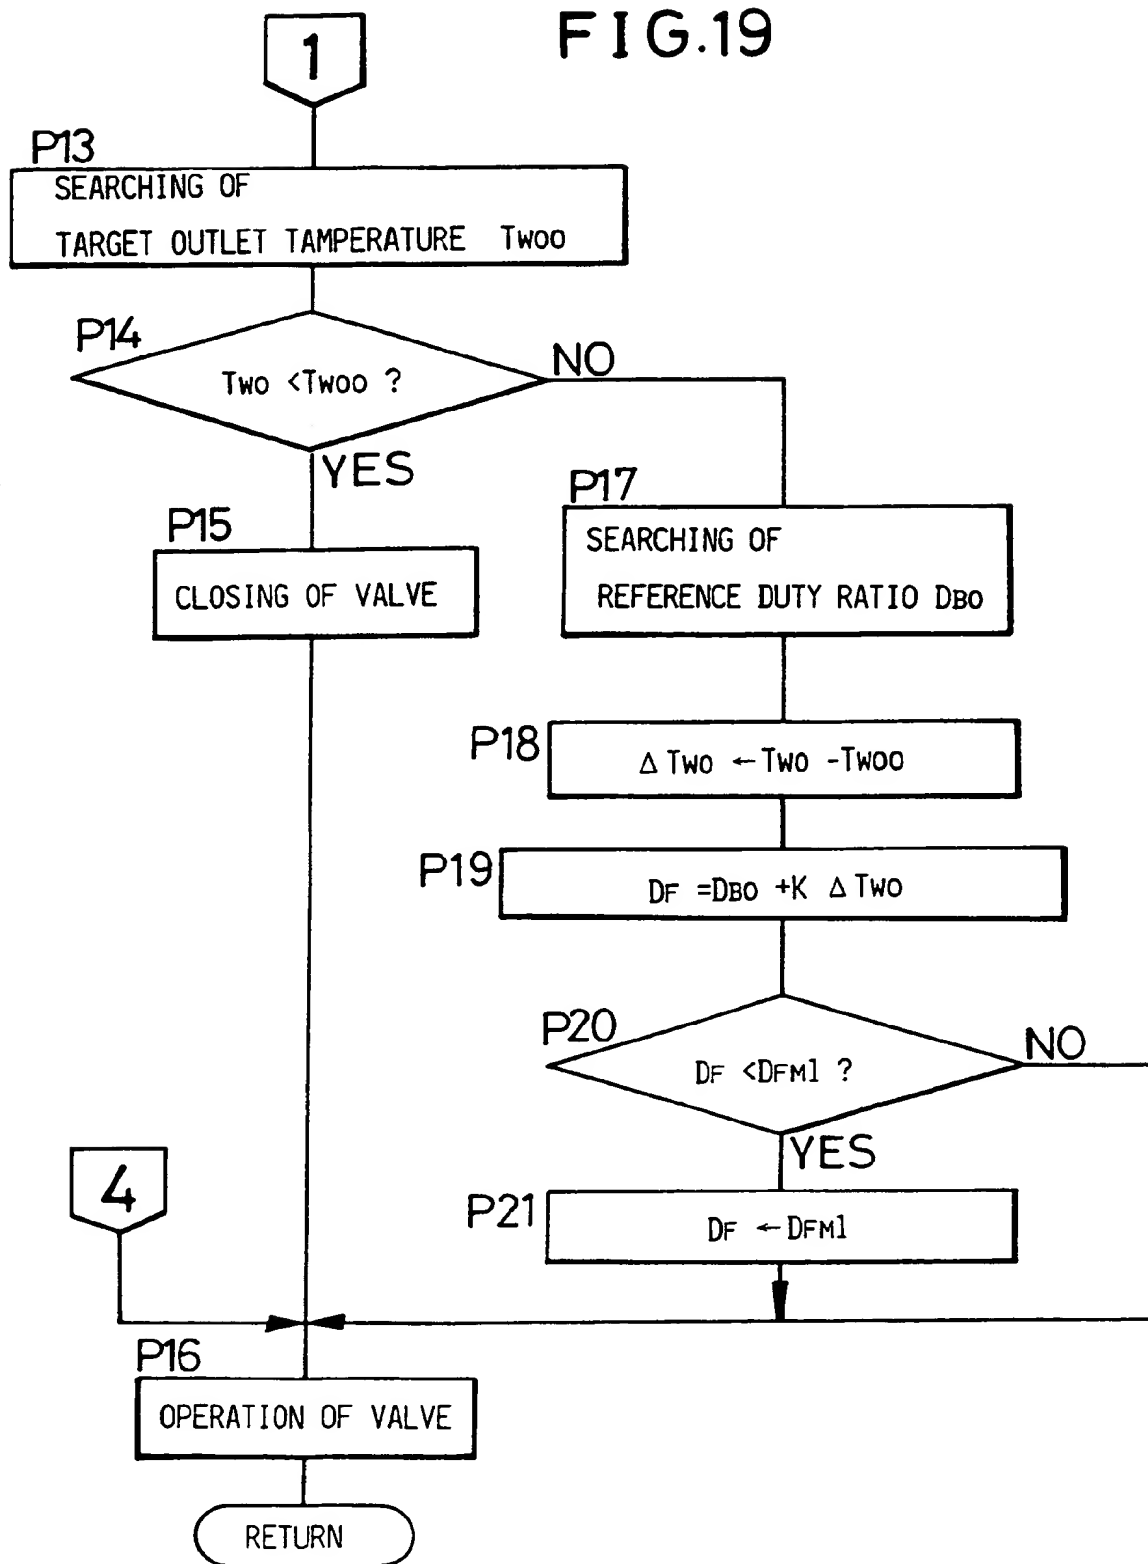 FIG.19
1
P13
SEARCHING OF
TARGET OUTLET TAMPERATURE TWOO
P14
TWO <TWOO ?
NO
YES
P15
CLOSING OF VALVE
P17
SEARCHING OF
REFERENCE DUTY RATIO DBO
P18
Δ TWO ←TWO -TWOO
P19
DF =DBO +K Δ TWO
P20
DF <DFM1 ?
NO
YES
4
P21
DF ←DFM1
P16
OPERATION OF VALVE
RETURN